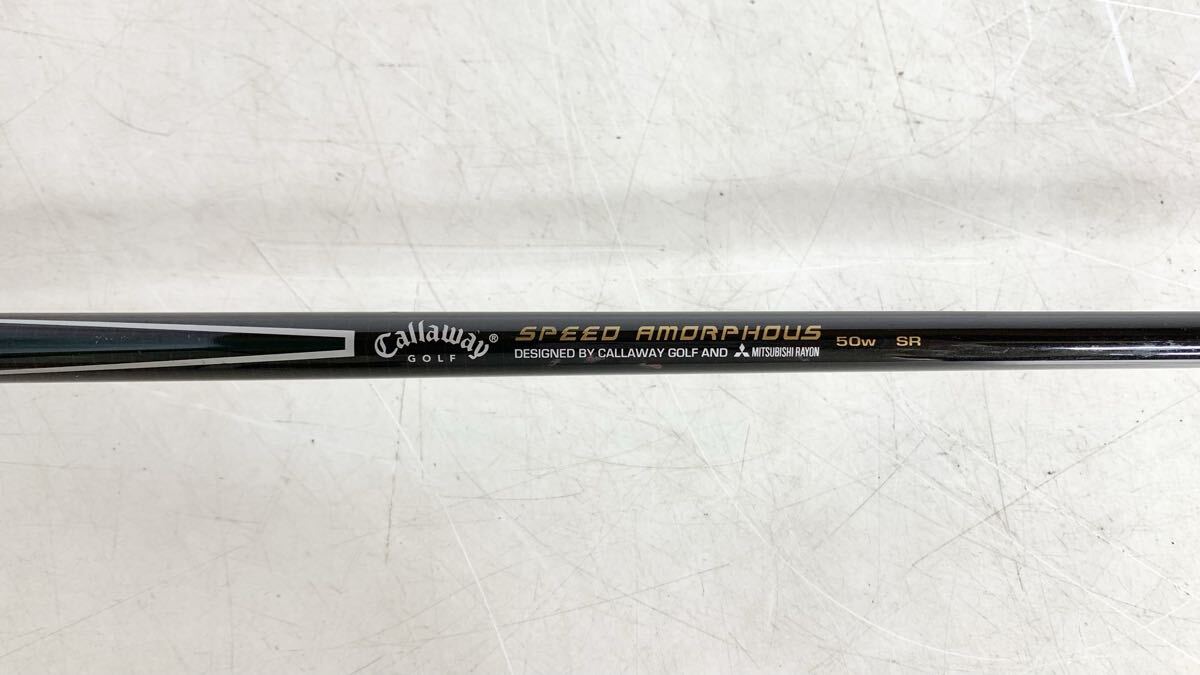 Callaway®
GOLF
SPEED AMORPHOUS
DESIGNED BY CALLAWAY GOLF AND MITSUBISHI RAYON
50w SR